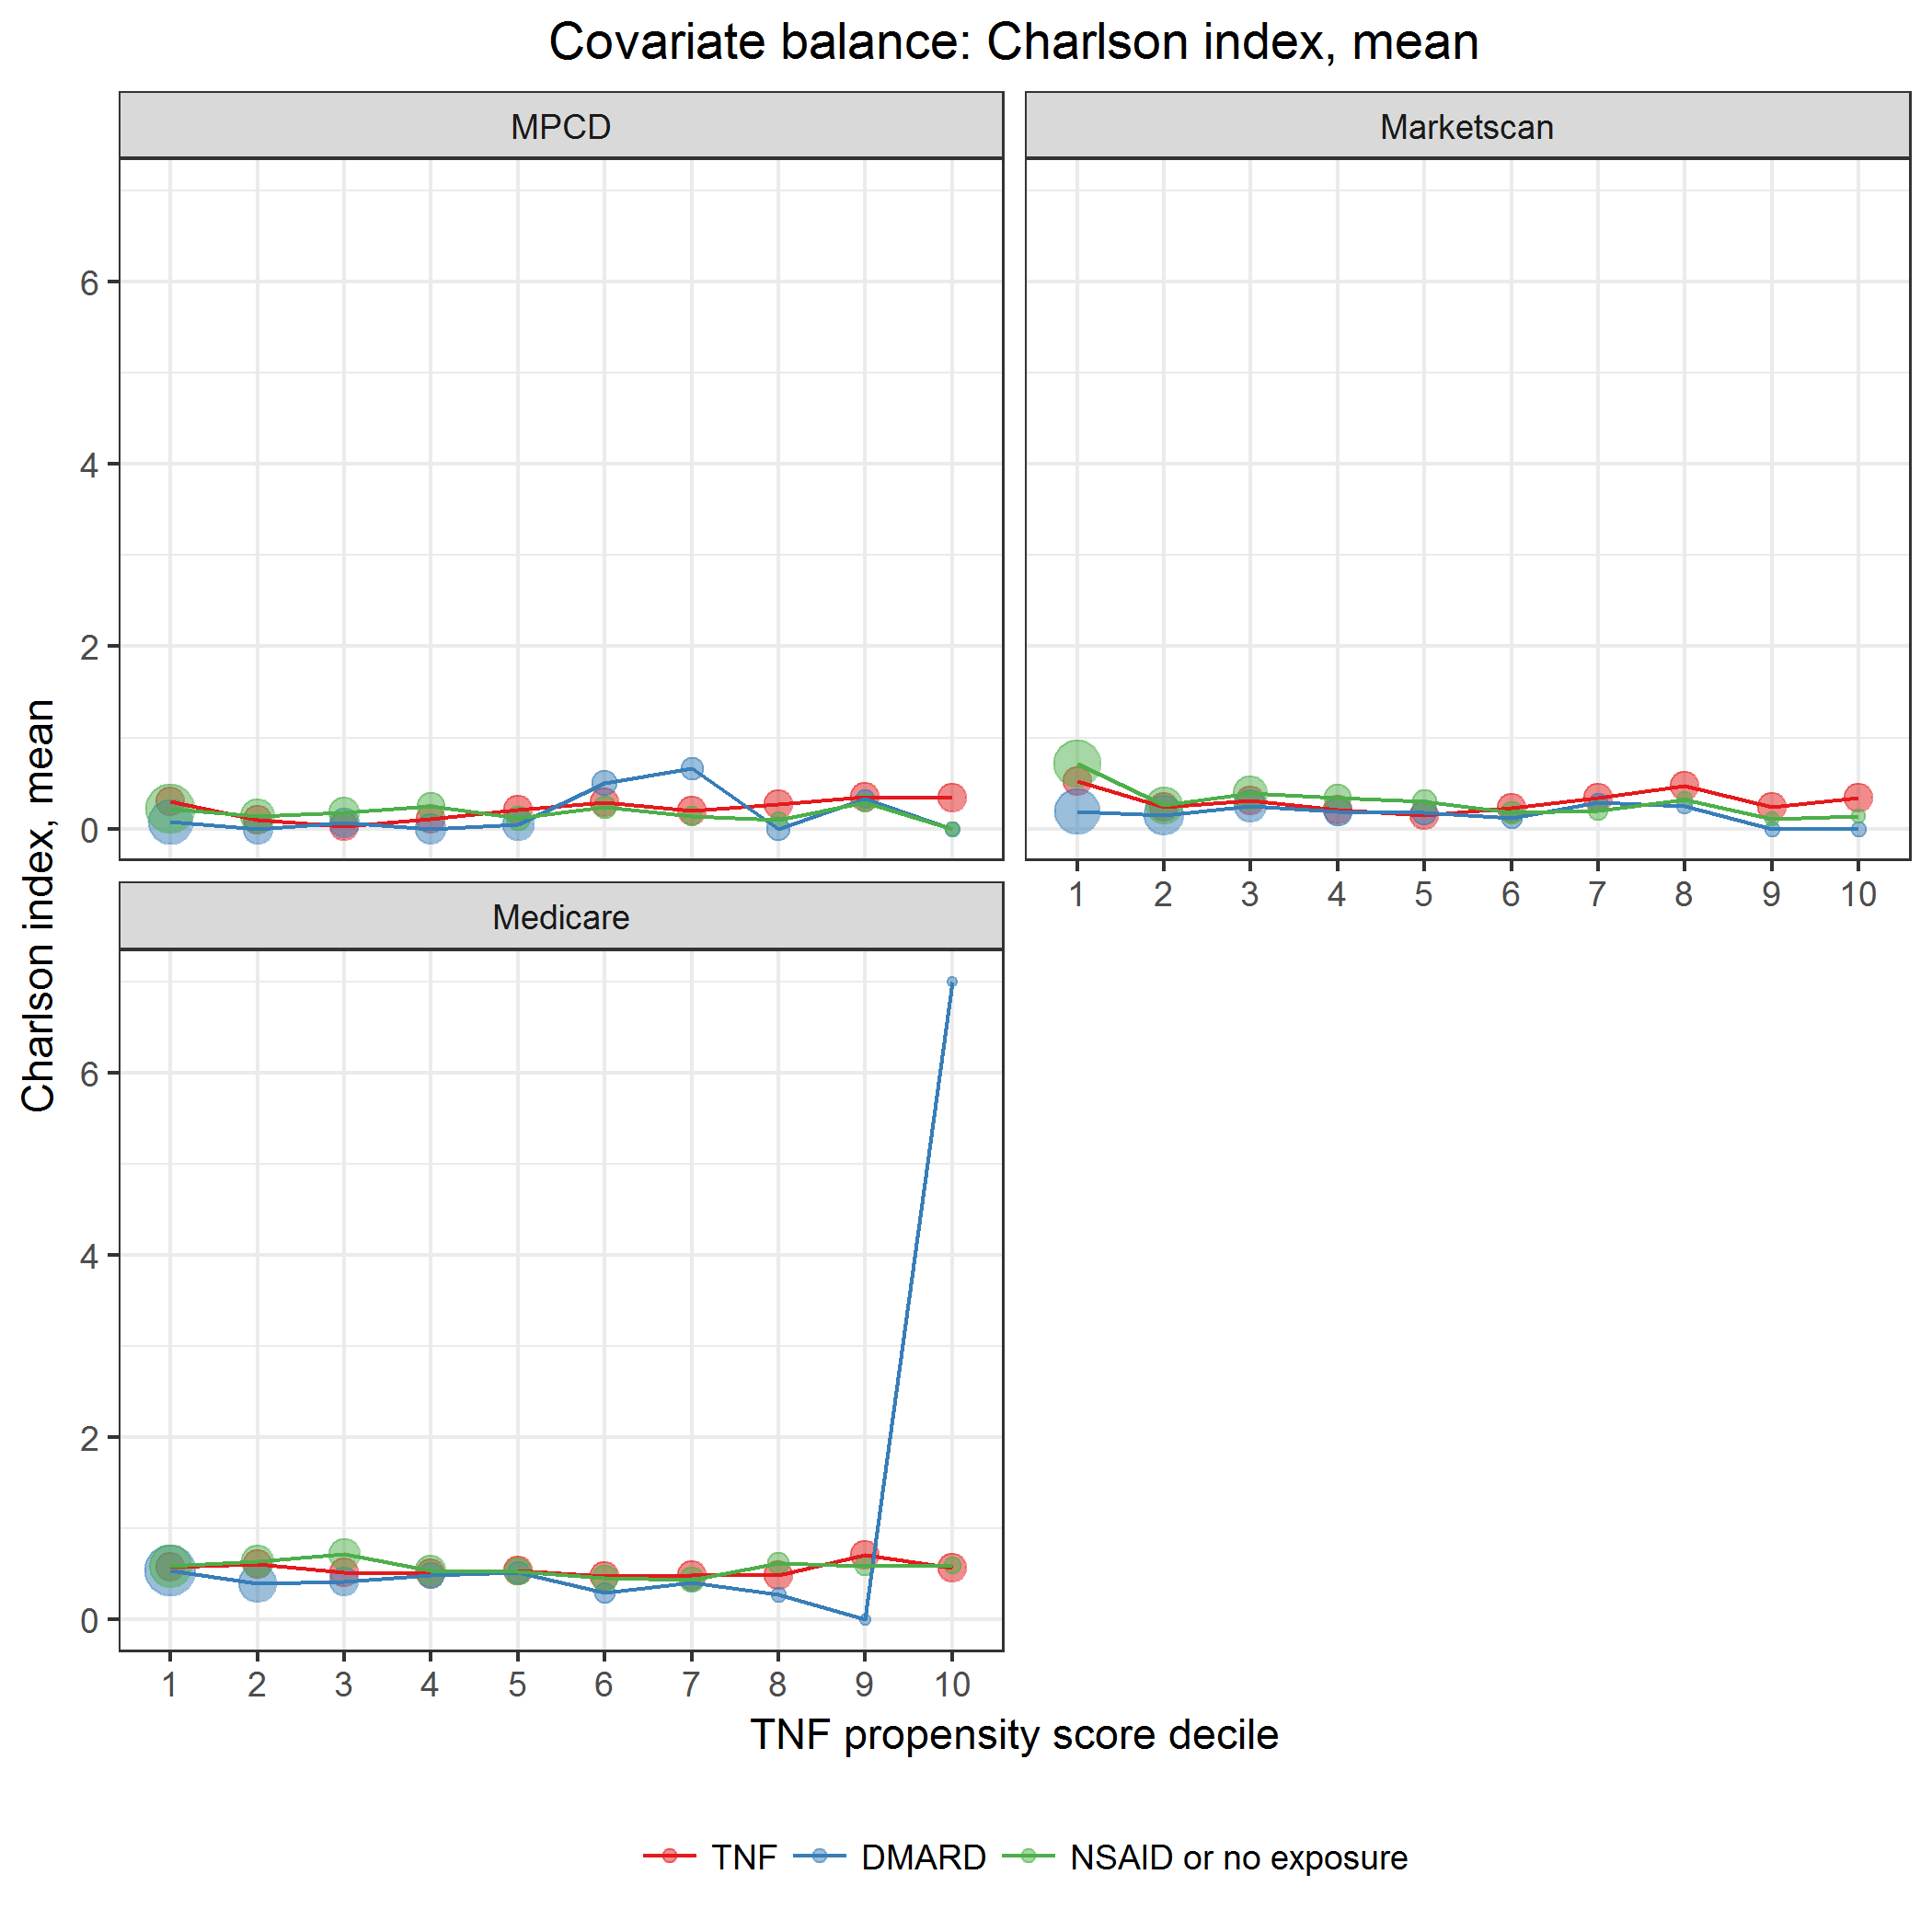 Covariate balance: Charlson index, mean
MPCD
Marketscan
6
4
2
0
1 2 3 4 5 6 7 8 9 10
Medicare
6
4
2
0
1 2 3 4 5 6 7 8 9 10
Charlson index, mean
TNF propensity score decile
TNF DMARD NSAID or no exposure